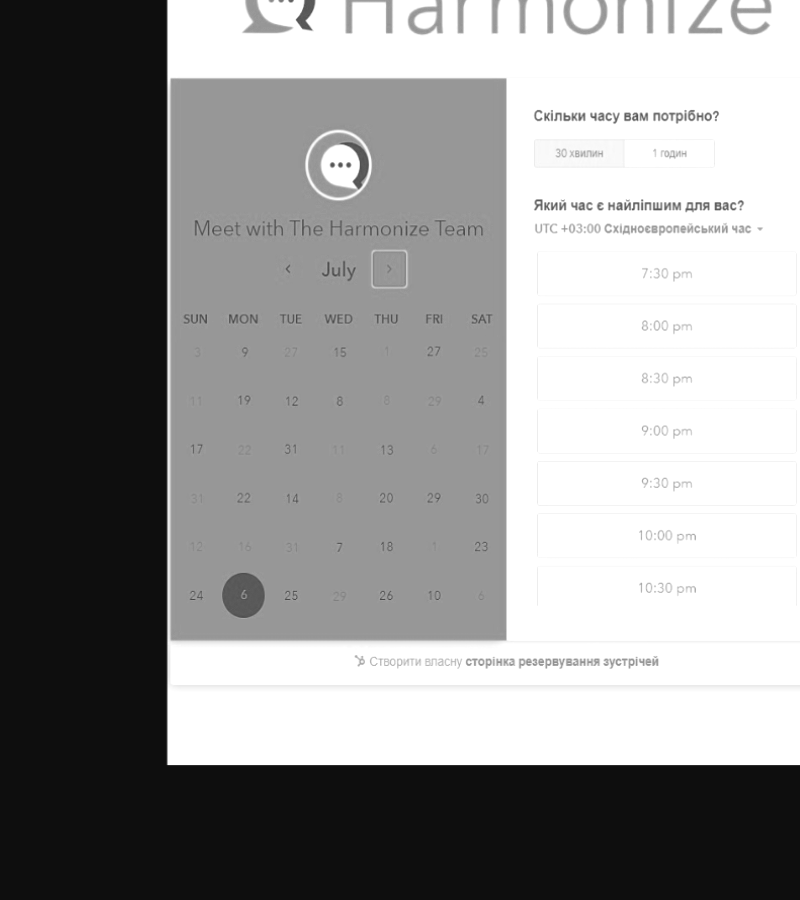 Harmonize
Meet with The Harmonize Team
July
SUN MON TUE WED THU FRI SAT
3 9 27 15 1 27 25
11 19 12 8 8 29 4
17 22 31 11 13 6 17
31 22 14 8 20 29 30
12 16 31 7 18 1 23
24 6 25 29 26 10 6
Скільки часу вам потрібно?
30 хвилин 1 годин
Який час є найліпшим для вас?
UTC +03:00 Східноєвропейський час
7:30 pm
8:00 pm
8:30 pm
9:00 pm
9:30 pm
10:00 pm
10:30 pm
Створити власну сторінка резервування зустрічей